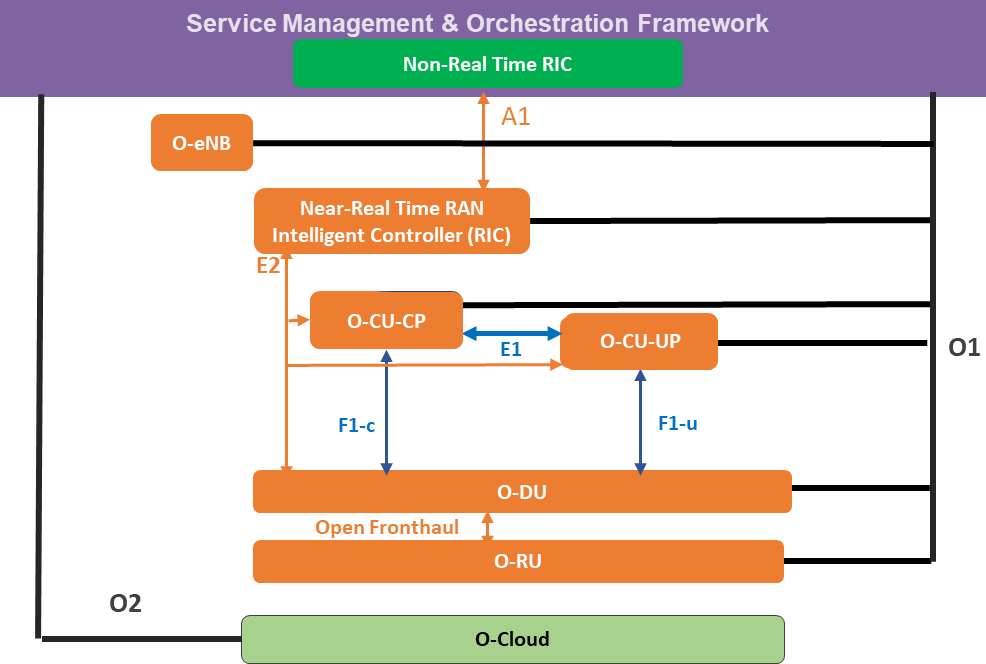 Service Management & Orchestration Framework
Non-Real Time RIC
A1
O-eNB
Near-Real Time RAN
Intelligent Controller (RIC)
E2
O-CU-CP
O-CU-UP
E1
O1
F1-c
F1-u
O-DU
Open Fronthaul
O-RU
O2
O-Cloud